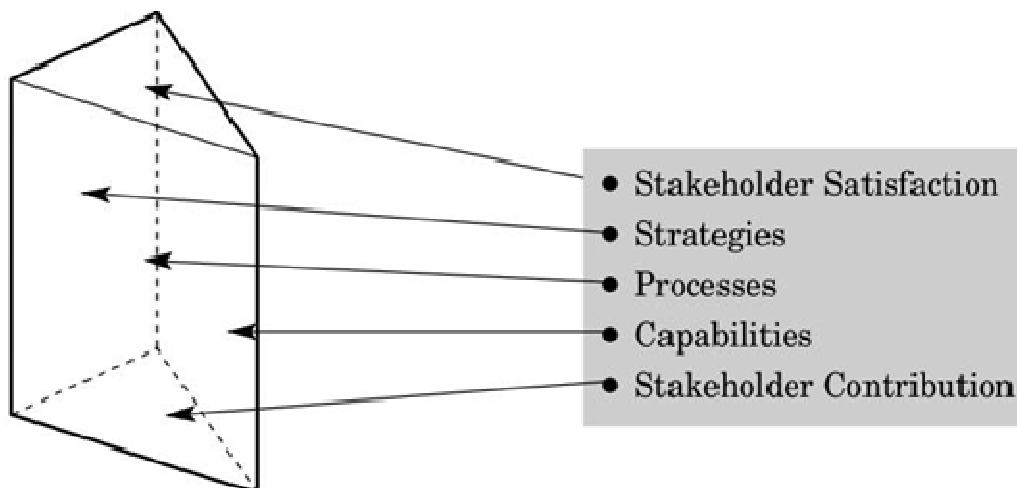 • Stakeholder Satisfaction
• Strategies
• Processes
• Capabilities
• Stakeholder Contribution